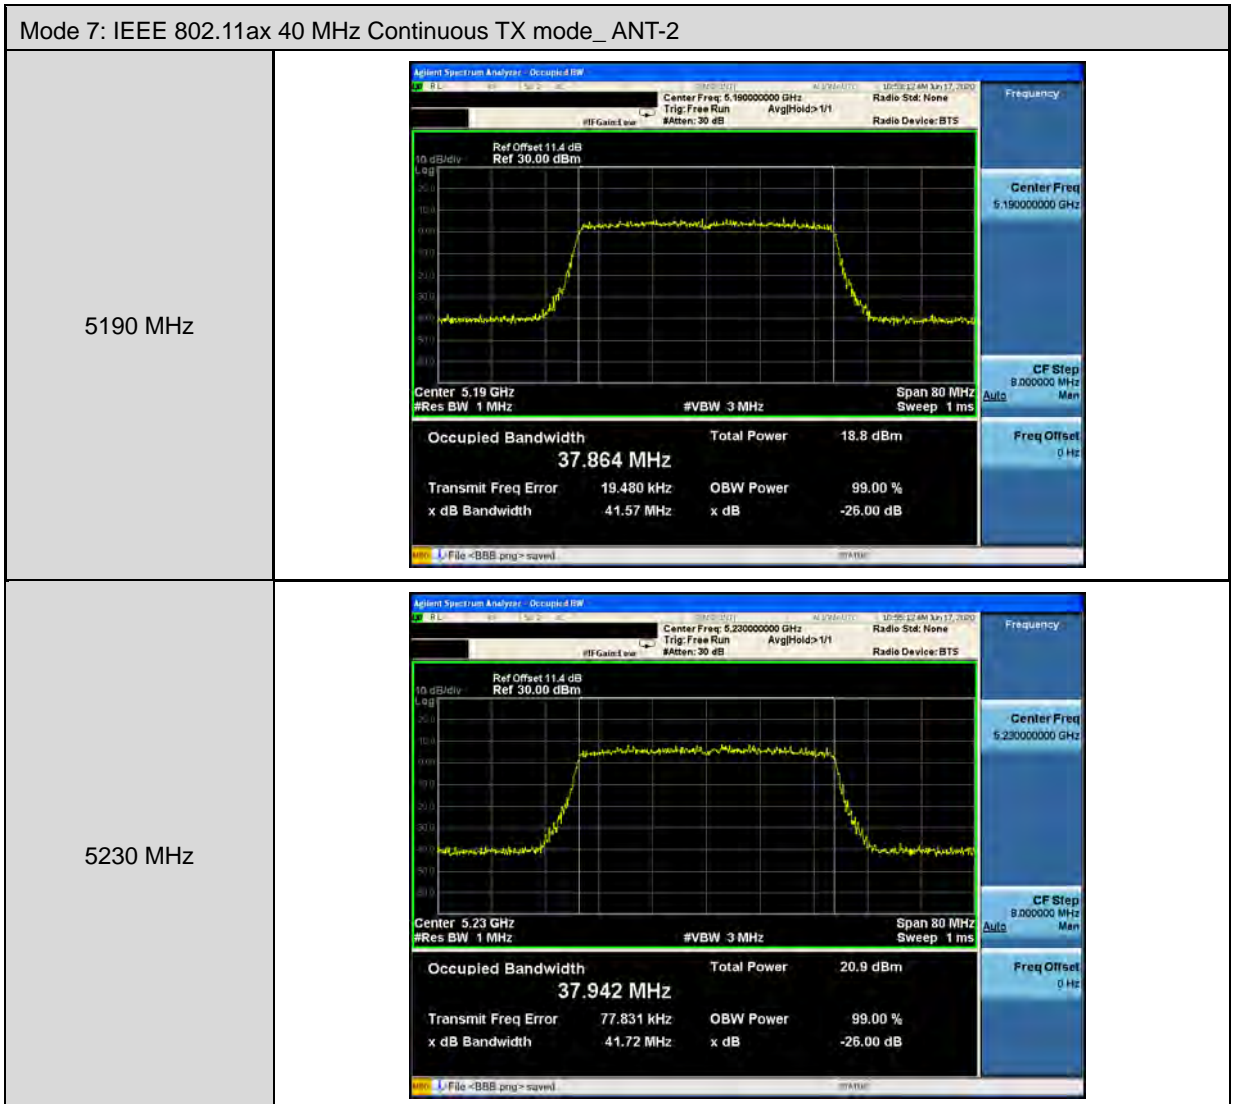 Mode 7: IEEE 802.11ax 40 MHz Continuous TX mode_ ANT-2
5190 MHz
Agilent Spectrum Analyzer - Occupied BW
Center Freq: 5.190000000 GHz
Radio Std: None
Trig: Free Run
Avg|Hold>1/1
#IFGain:Low
#Atten: 30 dB
Radio Device: BTS
Ref Offset 11.4 dB
10 dB/div
Ref 30.00 dBm
Log
Center 5.19 GHz
Span 80 MHz
#Res BW 1 MHz
#VBW 3 MHz
Sweep 1 ms
Occupied Bandwidth
37.864 MHz
Total Power
18.8 dBm
Transmit Freq Error
19.480 kHz
OBW Power
99.00 %
x dB Bandwidth
41.57 MHz
x dB
-26.00 dB
File <BBB.png> saved
STATUS
Frequency
Center Freq
5.190000000 GHz
CF Step
8.000000 MHz
Auto Man
Freq Offset
0 Hz
5230 MHz
Agilent Spectrum Analyzer - Occupied BW
Center Freq: 5.230000000 GHz
Radio Std: None
Trig: Free Run
Avg|Hold>1/1
#IFGain:Low
#Atten: 30 dB
Radio Device: BTS
Ref Offset 11.4 dB
10 dB/div
Ref 30.00 dBm
Log
Center 5.23 GHz
Span 80 MHz
#Res BW 1 MHz
#VBW 3 MHz
Sweep 1 ms
Occupied Bandwidth
37.942 MHz
Total Power
20.9 dBm
Transmit Freq Error
77.831 kHz
OBW Power
99.00 %
x dB Bandwidth
41.72 MHz
x dB
-26.00 dB
File <BBB.png> saved
STATUS
Frequency
Center Freq
5.230000000 GHz
CF Step
8.000000 MHz
Auto Man
Freq Offset
0 Hz